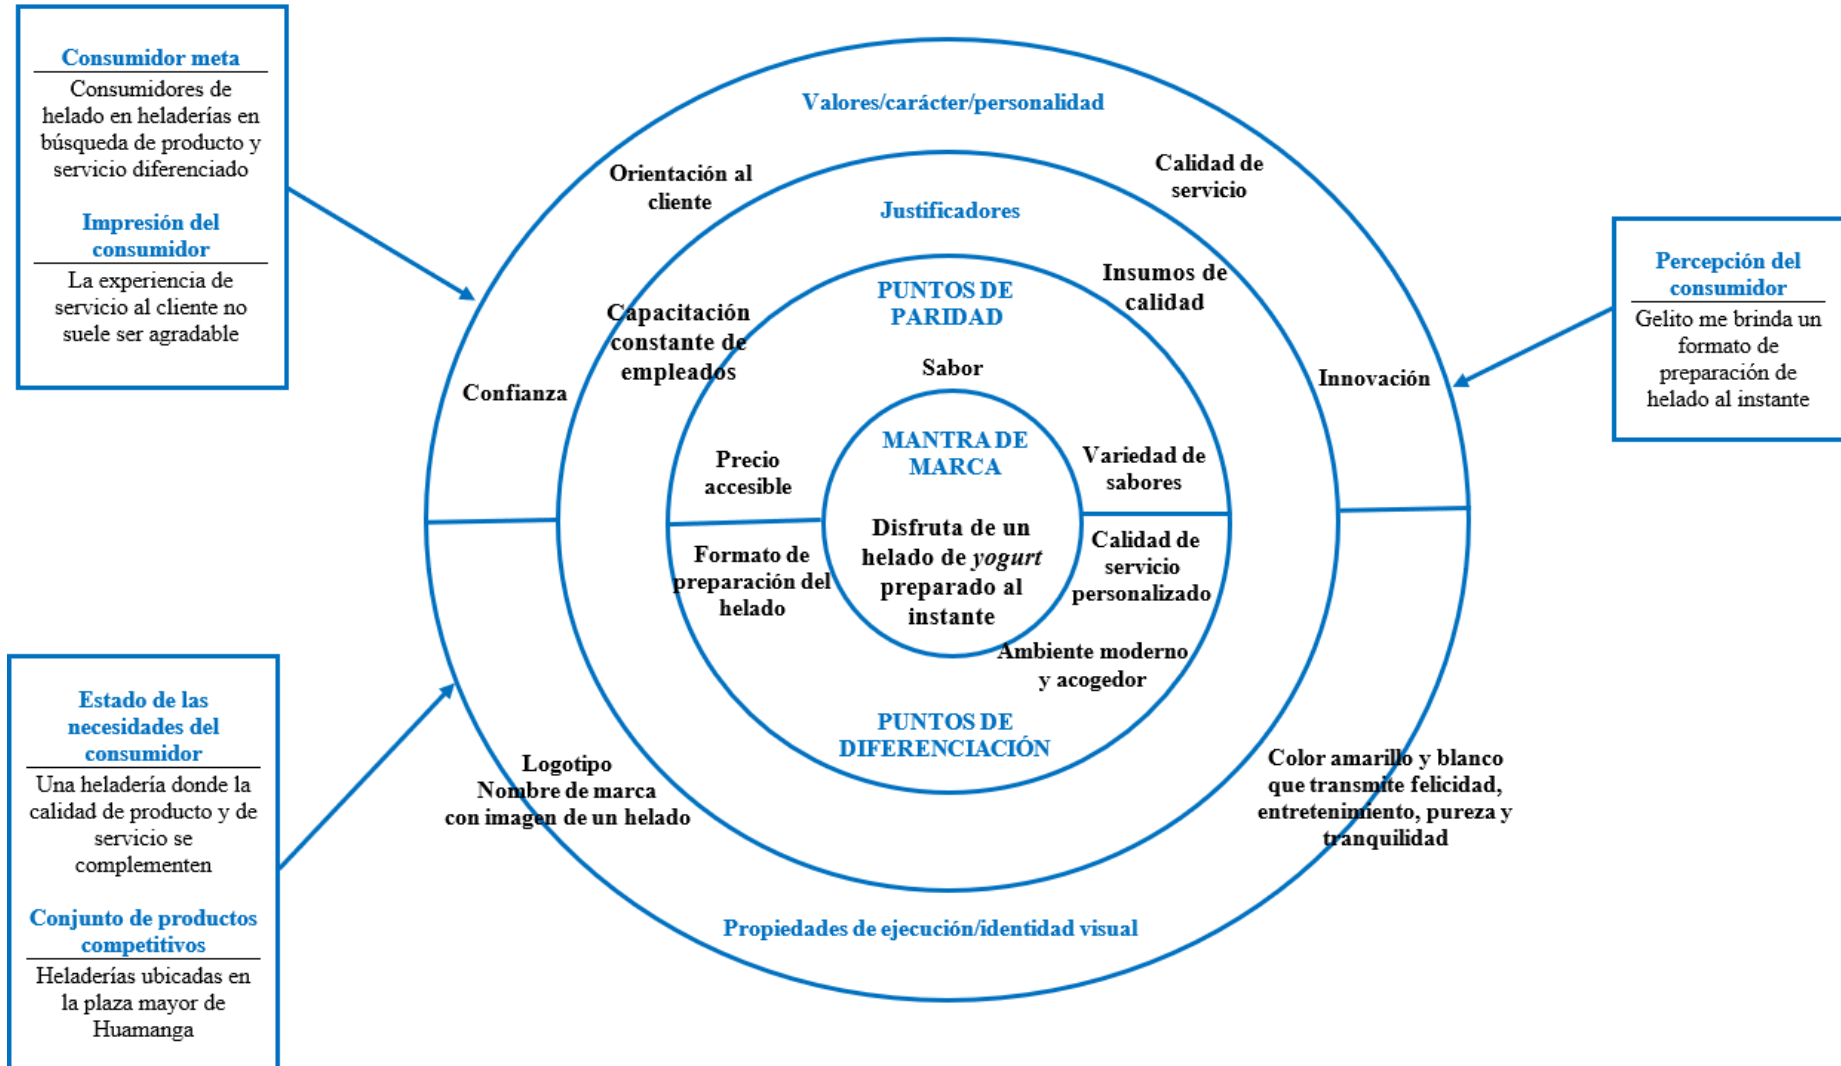 Consumidor meta
Consumidores de
helado en heladerías en
búsqueda de producto y
servicio diferenciado
Impresión del
consumidor
La experiencia de
servicio al cliente no
suele ser agradable
Estado de las
necesidades del
consumidor
Una heladería donde la
calidad de producto y de
servicio se
complementen
Conjunto de productos
competitivos
Heladerías ubicadas en
la plaza mayor de
Huamanga
Valores/carácter/personalidad
Orientación al
cliente
Calidad de
servicio
Confianza
Innovación
Justificadores
Capacitación
constante de
empleados
Insumos de
calidad
PUNTOS DE
PARIDAD
Sabor
Precio
accesible
Variedad de
sabores
MANTRA DE
MARCA
Disfruta de un
helado de yogurt
preparado al
instante
Formato de
preparación del
helado
Calidad de
servicio
personalizado
Ambiente moderno
y acogedor
PUNTOS DE
DIFERENCIACIÓN
Logotipo
Nombre de marca
con imagen de un helado
Color amarillo y blanco
que transmite felicidad,
entretenimiento, pureza y
tranquilidad
Propiedades de ejecución/identidad visual
Percepción del
consumidor
Gelito me brinda un
formato de
preparación de
helado al instante